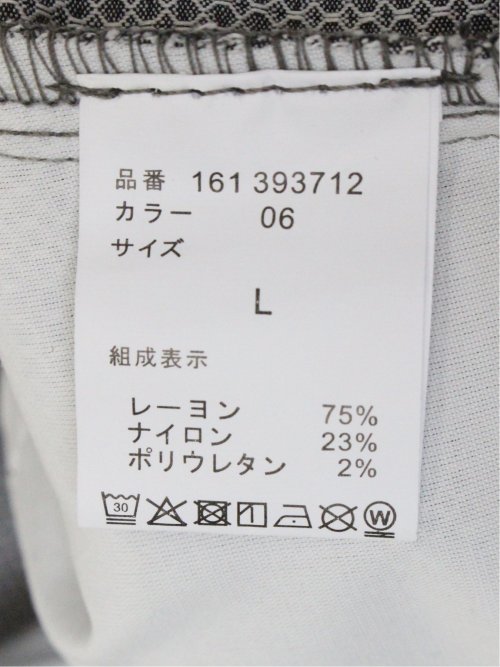 品番 161 393712
カラー 06
サイズ
L
組成表示
レーヨン 75%
ナイロン 23%
ポリウレタン 2%
30 W